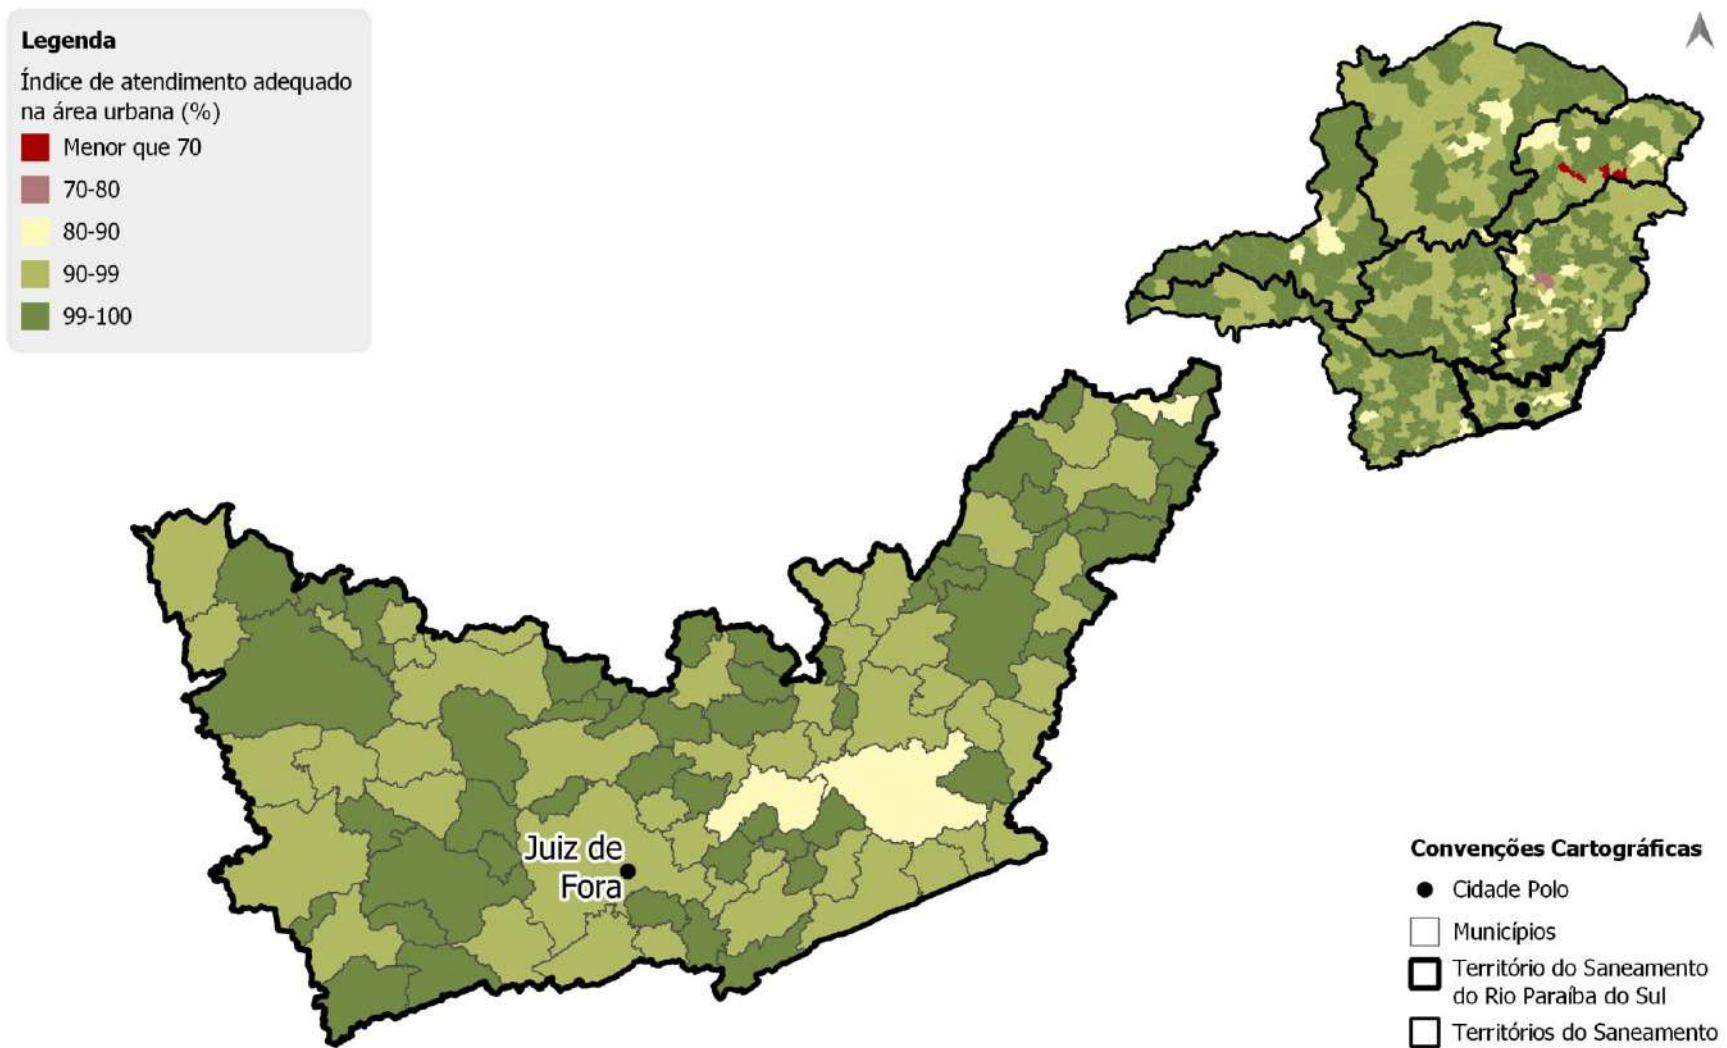 Legenda
Índice de atendimento adequado
na área urbana (%)
Menor que 70
70-80
80-90
90-99
99-100
Juiz de
Fora
Convenções Cartográficas
Cidade Polo
Municípios
Território do Saneamento
do Rio Paraíba do Sul
Territórios do Saneamento